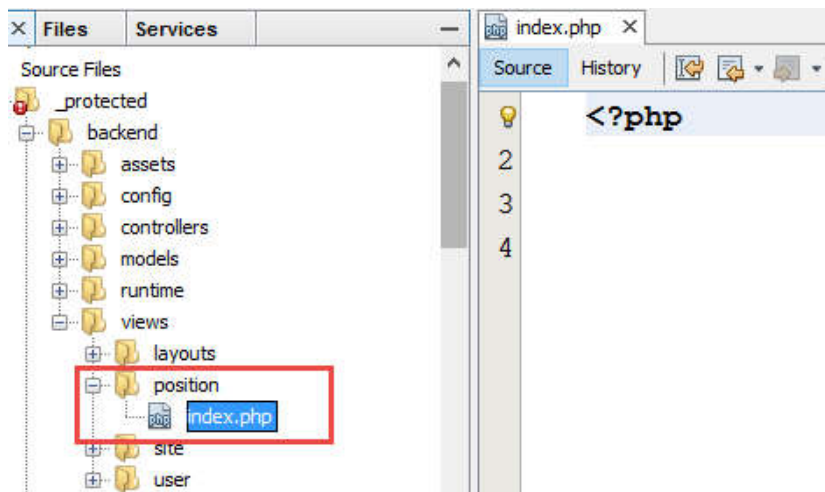 Files Services
Source Files
_protected
backend
assets
config
controllers
models
runtime
views
layouts
position
index.php
site
user
index.php
Source History
<?php
2
3
4